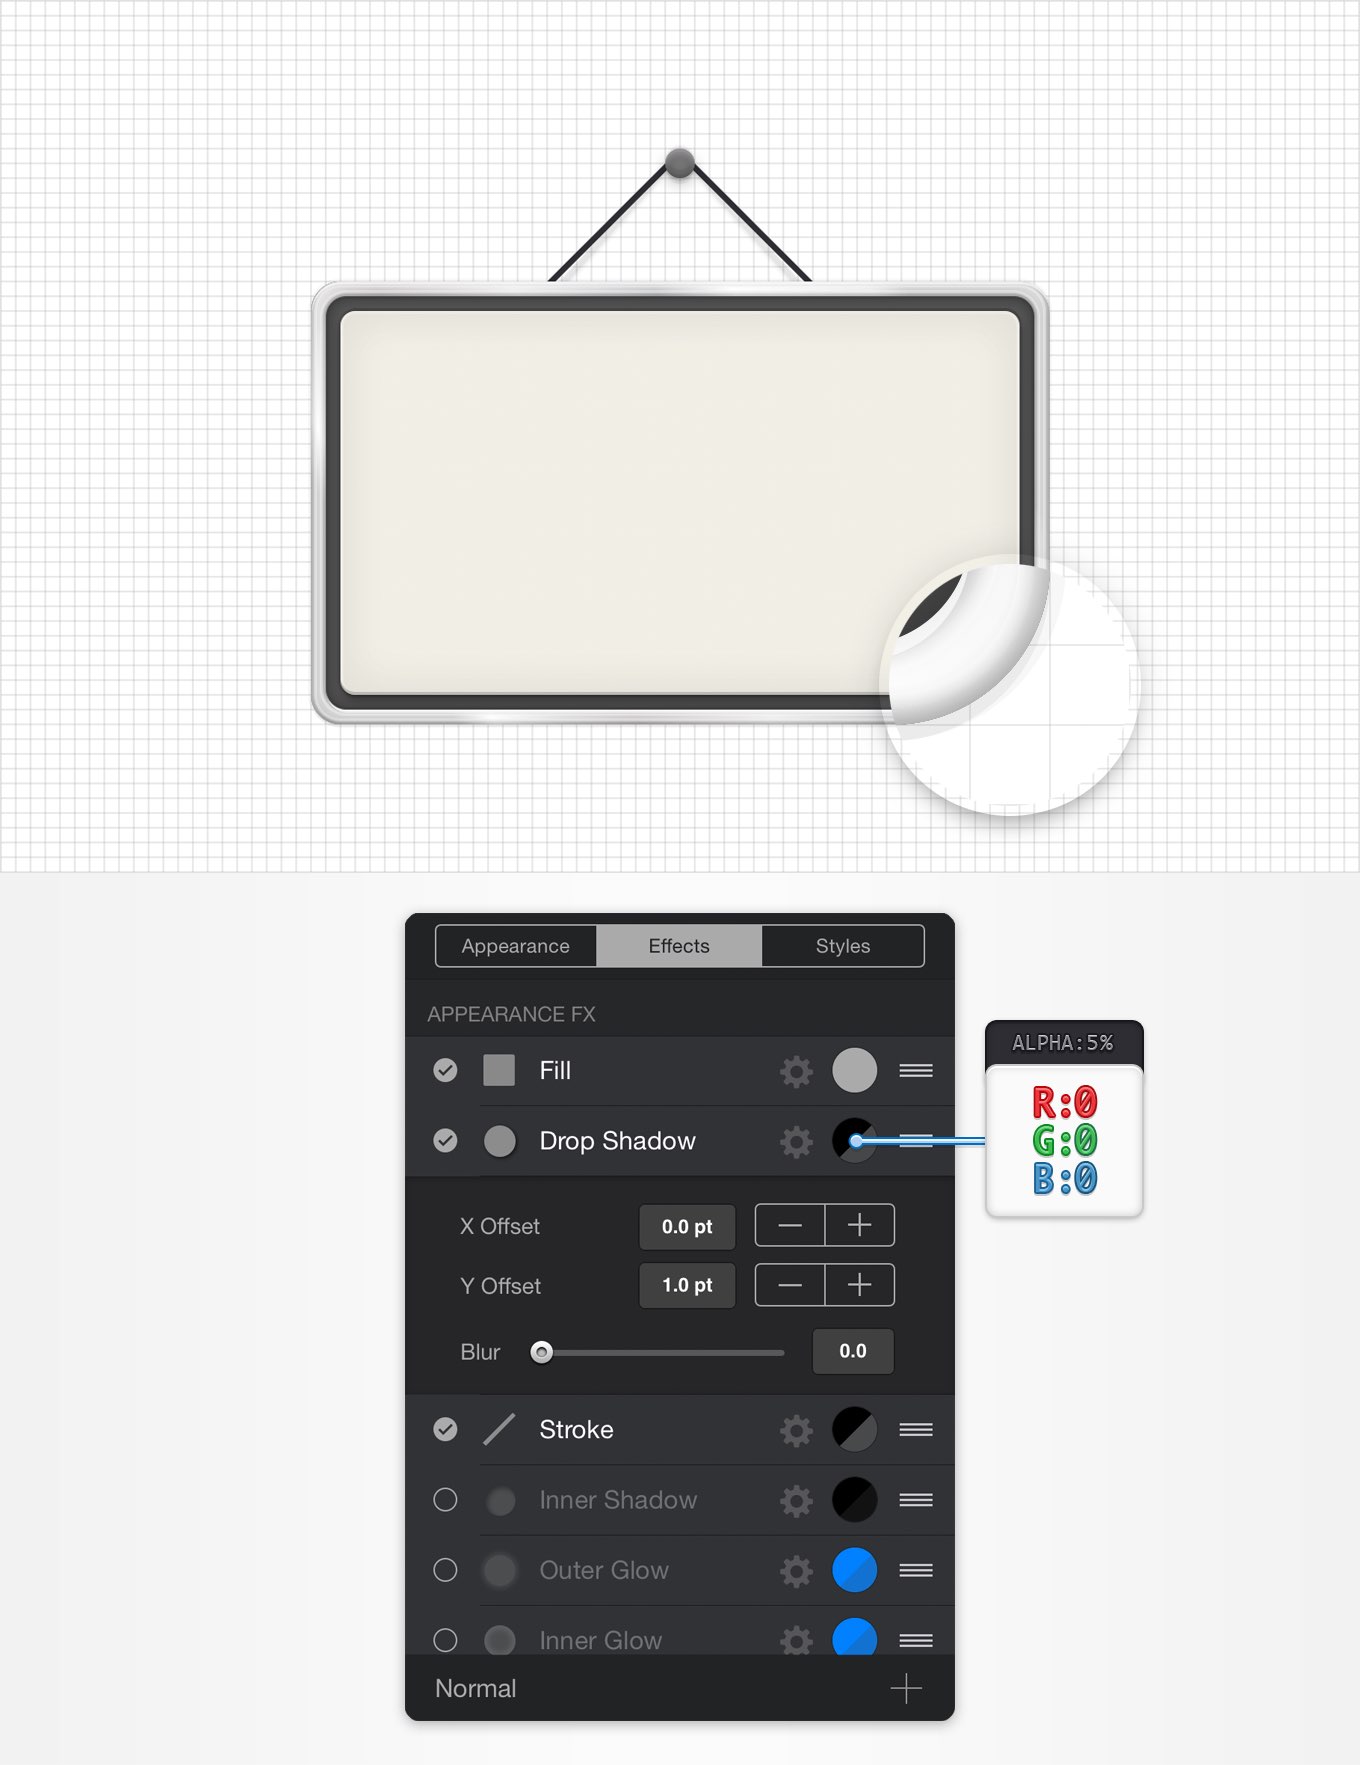 Appearance Effects Styles
APPEARANCE FX
Fill
ALPHA:5%
R:0
G:0
B:0
Drop Shadow
X Offset 0.0 pt
Y Offset 1.0 pt
Blur 0.0
Stroke
Inner Shadow
Outer Glow
Inner Glow
Normal